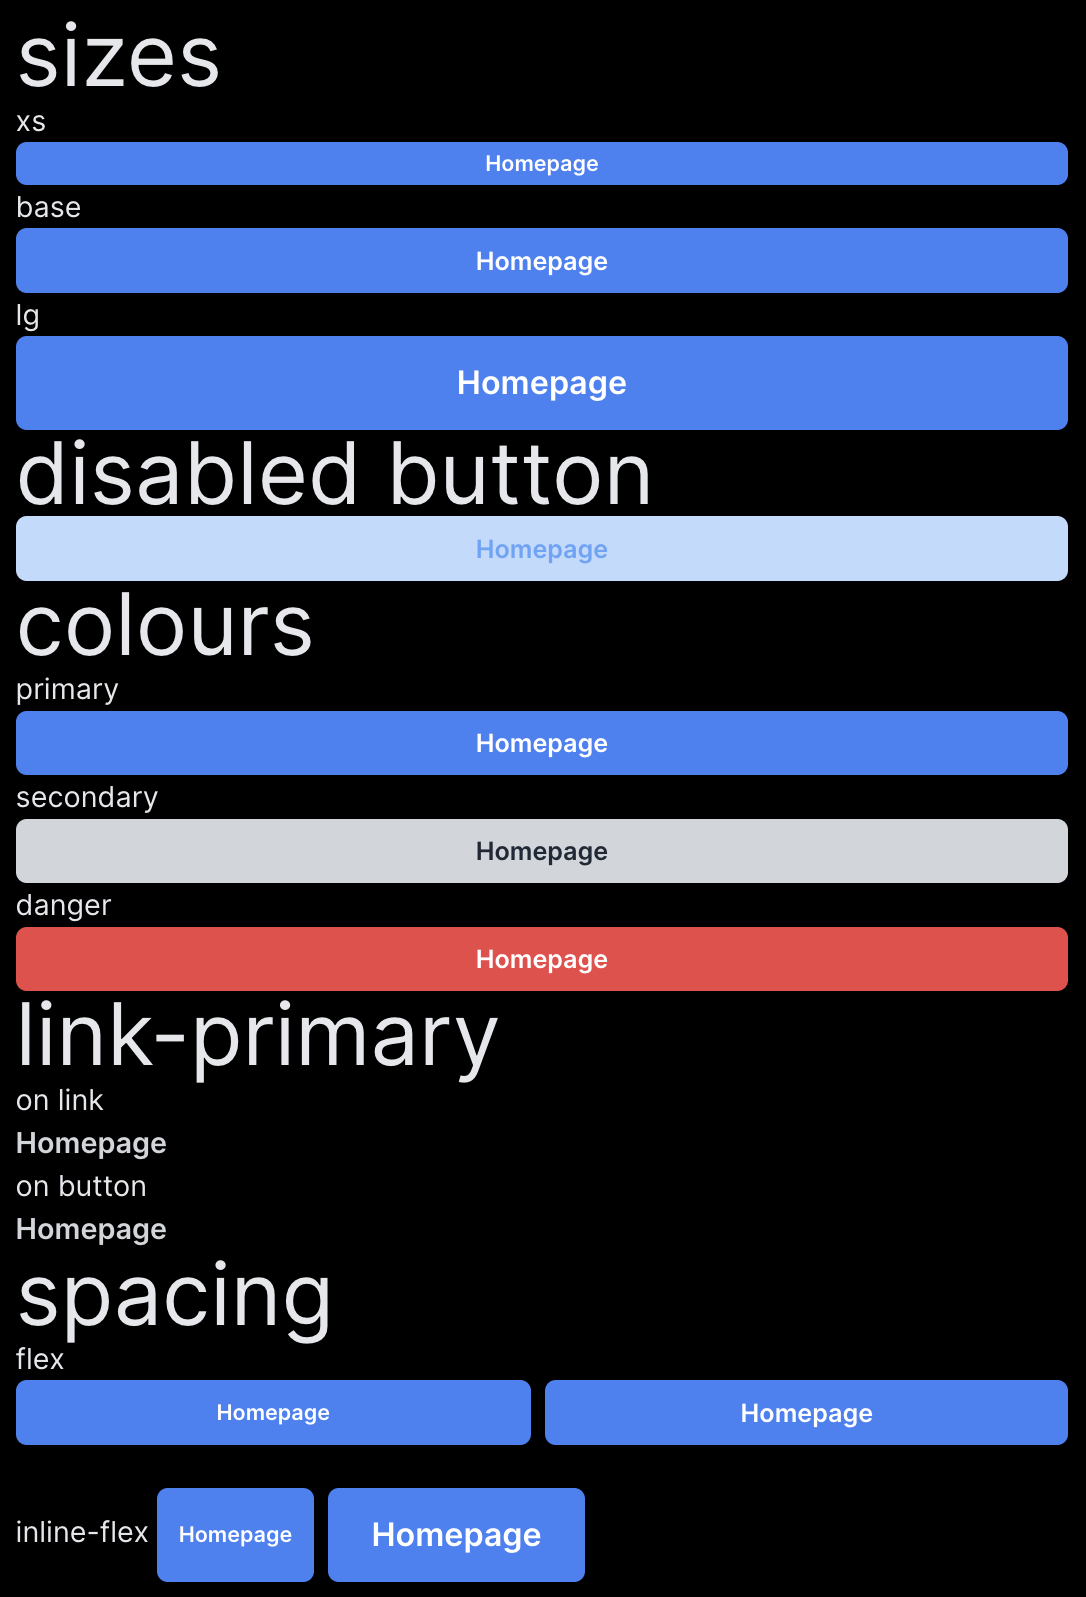 sizes
xs
Homepage
base
Homepage
lg
Homepage
disabled button
Homepage
colours
primary
Homepage
secondary
Homepage
danger
Homepage
link-primary
on link
Homepage
on button
Homepage
spacing
flex
Homepage Homepage
inline-flex Homepage Homepage